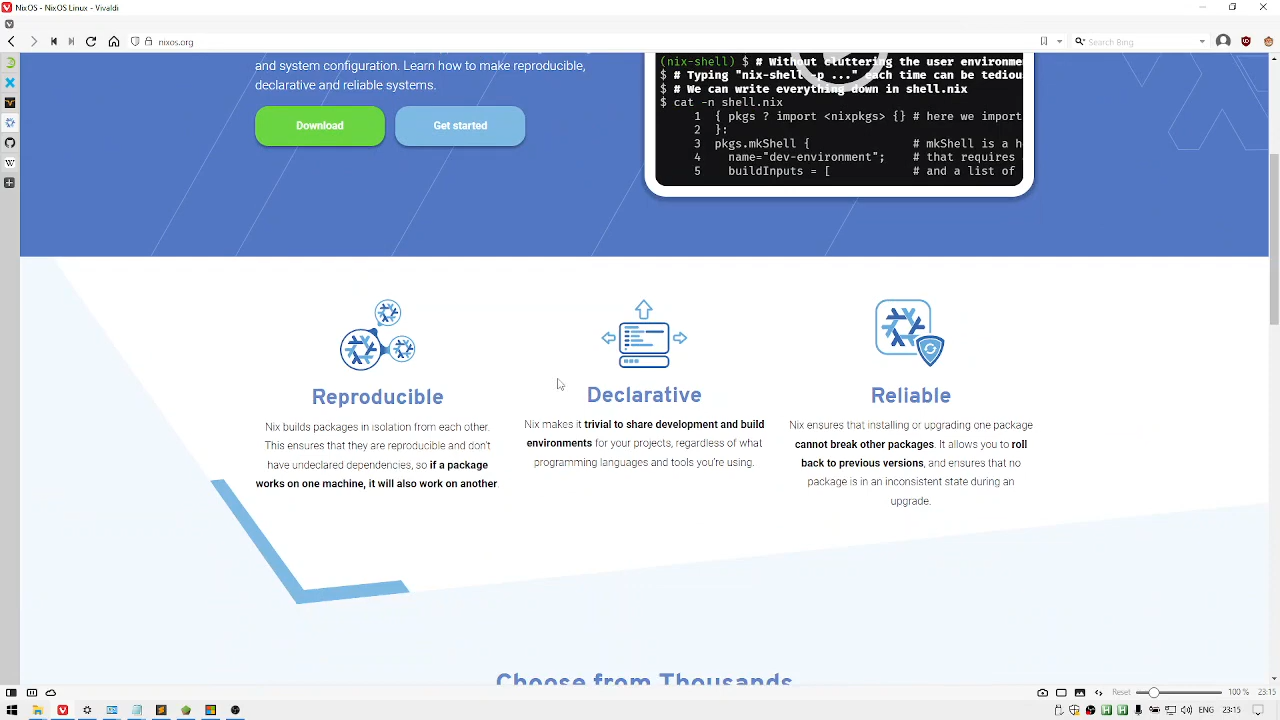 NixOS - NixOS Linux - Vivaldi
nixos.org
Search Bing
and system configuration. Learn how to make reproducible,
declarative and reliable systems.
Download
Get started
(nix-shell) $ # Without cluttering the user environme
$ # Typing "nix-shell -p ..." each time can be tediou
$ # We can write everything down in shell.nix
$ cat -n shell.nix
1 { pkgs ? import <nixpkgs> {} # here we import
2 }:
3 pkgs.mkShell { # mkShell is a h
4 name="dev-environment"; # that requires
5 buildInputs = [ # and a list of
Reproducible
Nix builds packages in isolation from each other.
This ensures that they are reproducible and don't
have undeclared dependencies, so if a package
works on one machine, it will also work on another.
Declarative
Nix makes it trivial to share development and build
environments for your projects, regardless of what
programming languages and tools you're using.
Reliable
Nix ensures that installing or upgrading one package
cannot break other packages. It allows you to roll
back to previous versions, and ensures that no
package is in an inconsistent state during an
upgrade.
Choose from Thousands
Reset
100 %
23:15
ENG
23:15